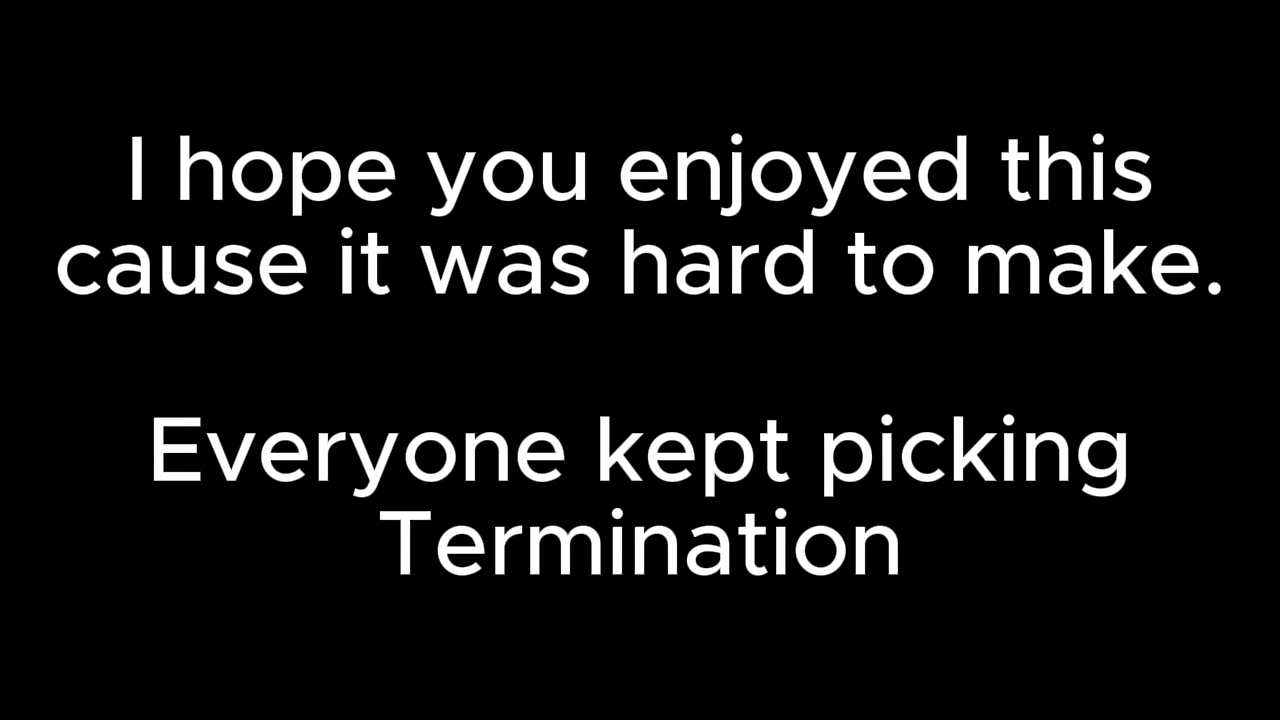 I hope you enjoyed this
cause it was hard to make.
Everyone kept picking
Termination